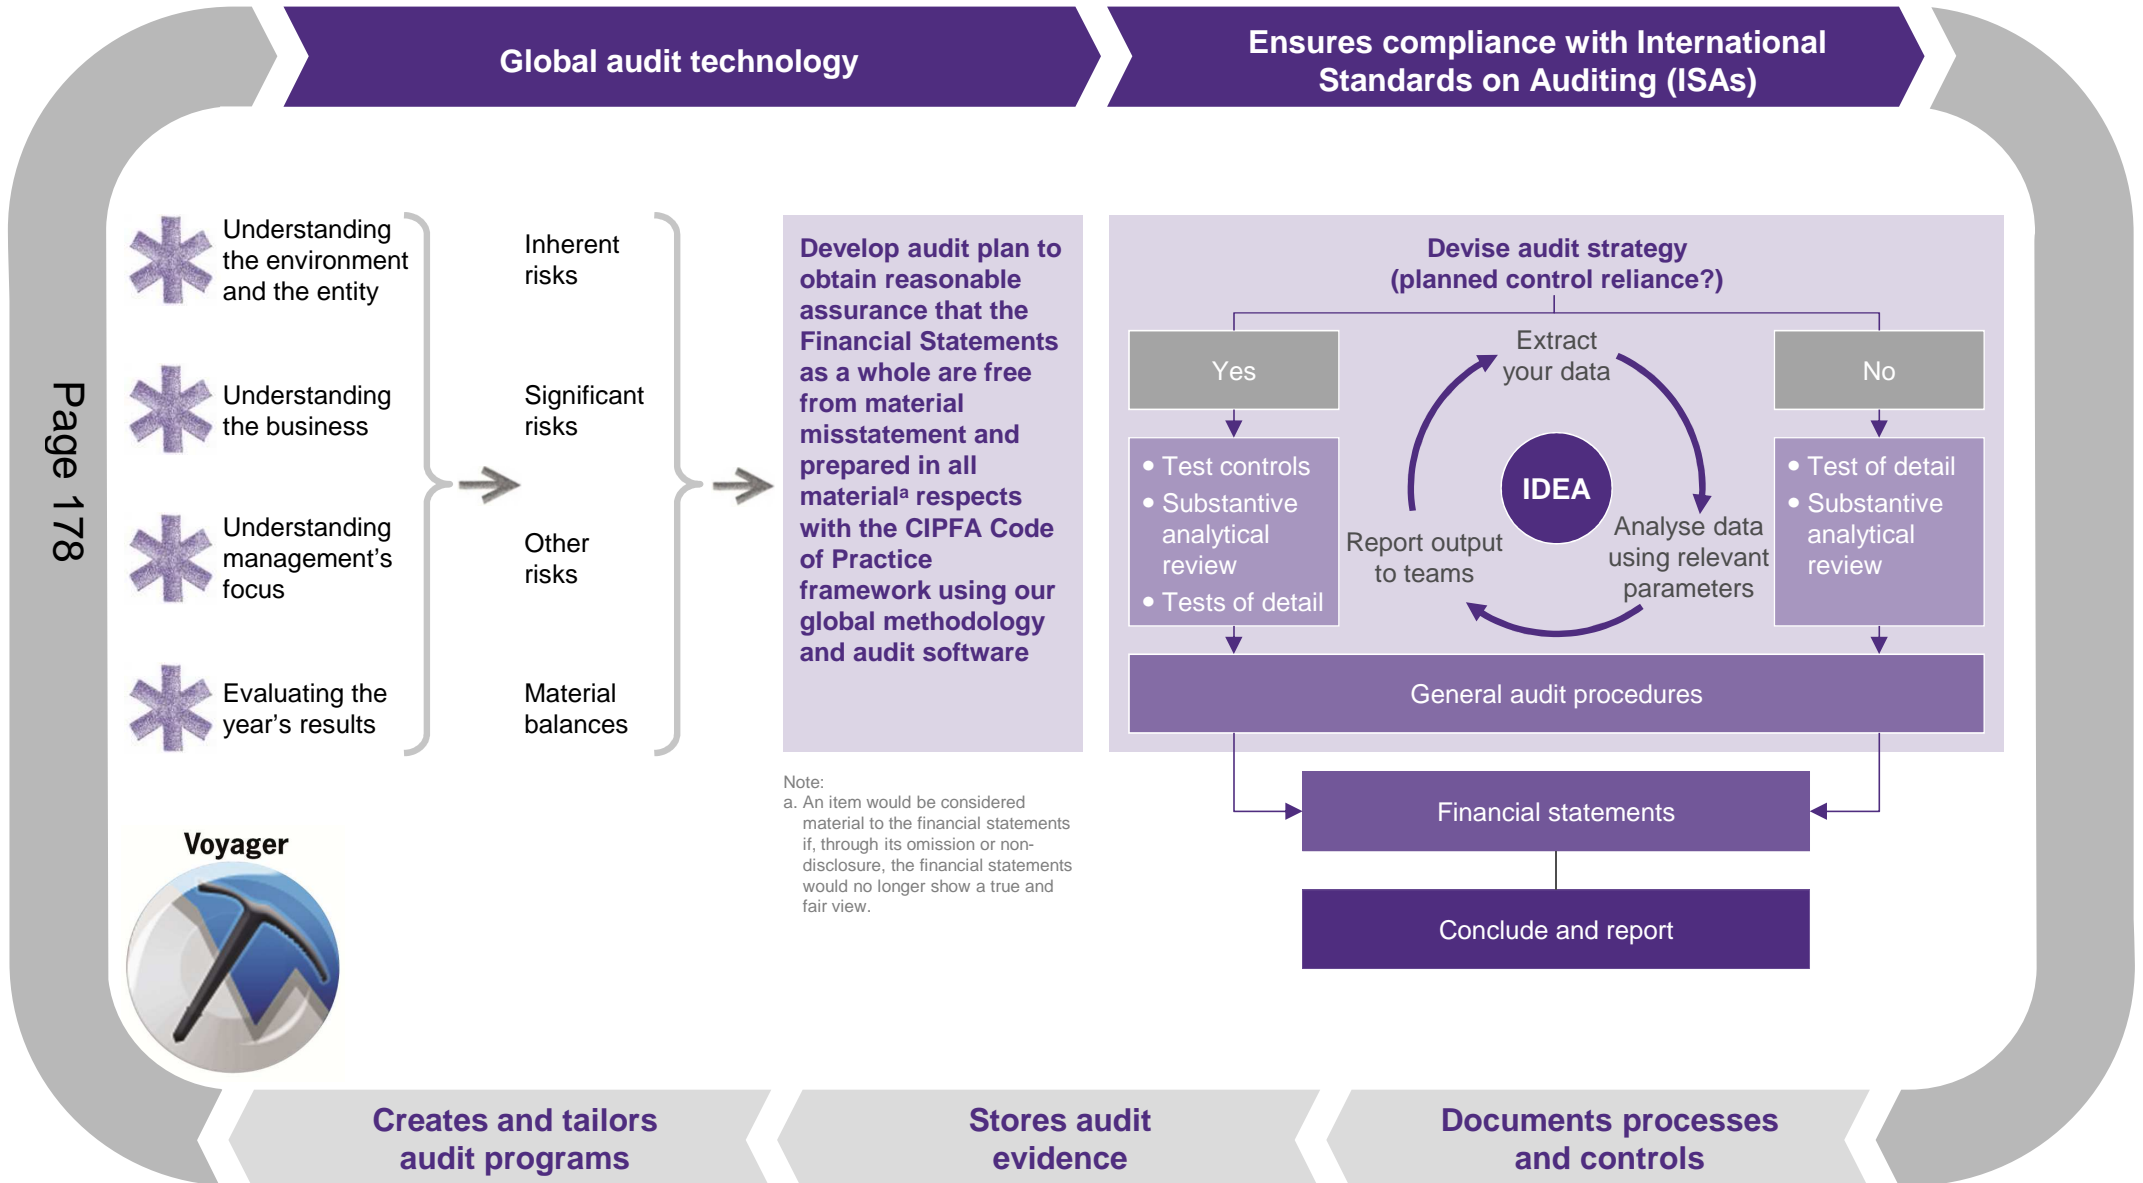 Global audit technology
Ensures compliance with International
Standards on Auditing (ISAs)
Page 178
Understanding
the environment
and the entity
Understanding
the business
Understanding
management's
focus
Evaluating the
year's results
Inherent
risks
Significant
risks
Other
risks
Material
balances
Develop audit plan to
obtain reasonable
assurance that the
Financial Statements
as a whole are free
from material
misstatement and
prepared in all
materialᵃ respects
with the CIPFA Code
of Practice
framework using our
global methodology
and audit software
Note:
a. An item would be considered
material to the financial statements
if, through its omission or non-
disclosure, the financial statements
would no longer show a true and
fair view.
Devise audit strategy
(planned control reliance?)
Yes
• Test controls
• Substantive
analytical
review
• Tests of detail
Extract
your data
IDEA
Analyse data
using relevant
parameters
Report output
to teams
No
• Test of detail
• Substantive
analytical
review
General audit procedures
Financial statements
Conclude and report
Voyager
Creates and tailors
audit programs
Stores audit
evidence
Documents processes
and controls